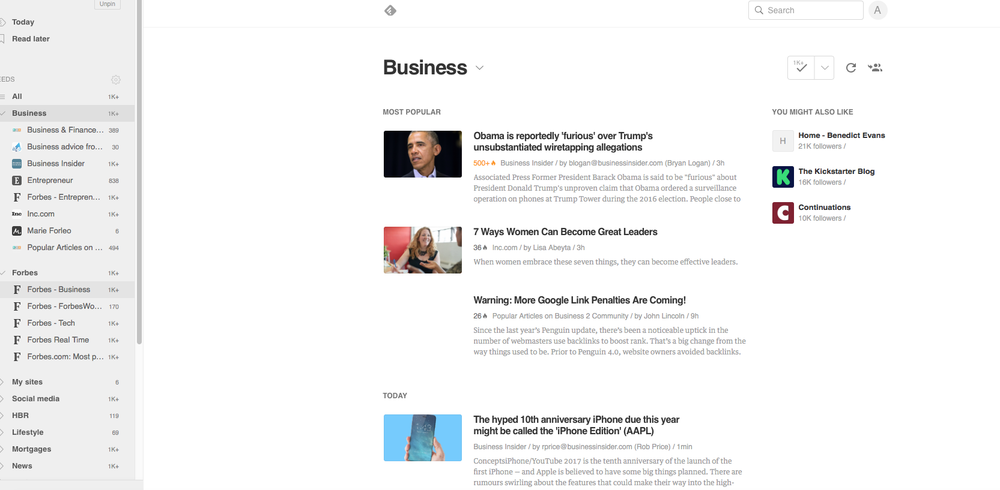 Unpin
Today
Read later
EEDS
All 1K+
Business 1K+
Business & Finance... 389
Business advice fro... 30
Business Insider 1K+
E Entrepreneur 838
F Forbes - Entrepren... 1K+
Inc Inc.com 1K+
M. Marie Forleo 6
Popular Articles on ... 494
Forbes 1K+
F Forbes - Business 1K+
F Forbes - ForbesWo... 170
F Forbes - Tech 1K+
F Forbes Real Time 1K+
F Forbes.com: Most p... 1K+
My sites 6
Social media 1K+
HBR 119
Lifestyle 69
Mortgages 1K+
News 1K+
Search
A
Business
1K+
MOST POPULAR
Obama is reportedly 'furious' over Trump's
unsubstantiated wiretapping allegations
500+ Business Insider / by blogan@businessinsider.com (Bryan Logan) / 3h
Associated Press Former President Barack Obama is said to be "furious" about
President Donald Trump's unproven claim that Obama ordered a surveillance
operation on phones at Trump Tower during the 2016 election. People close to
7 Ways Women Can Become Great Leaders
36 Inc.com / by Lisa Abeyta / 3h
When women embrace these seven things, they can become effective leaders.
Warning: More Google Link Penalties Are Coming!
26 Popular Articles on Business 2 Community / by John Lincoln / 9h
Since the last year's Penguin update, there's been a noticeable uptick in the
number of webmasters use backlinks to boost rank. That's a big change from the
way things used to be. Prior to Penguin 4.0, website owners avoided backlinks.
TODAY
The hyped 10th anniversary iPhone due this year
might be called the 'iPhone Edition' (AAPL)
Business Insider / by rprice@businessinsider.com (Rob Price) / 1min
ConceptsiPhone/YouTube 2017 is the tenth anniversary of the launch of the
first iPhone – and Apple is believed to have some big things planned. There are
rumours swirling about the features that could make their way into the high-
YOU MIGHT ALSO LIKE
H
Home - Benedict Evans
21K followers /
K
The Kickstarter Blog
16K followers /
C
Continuations
10K followers /